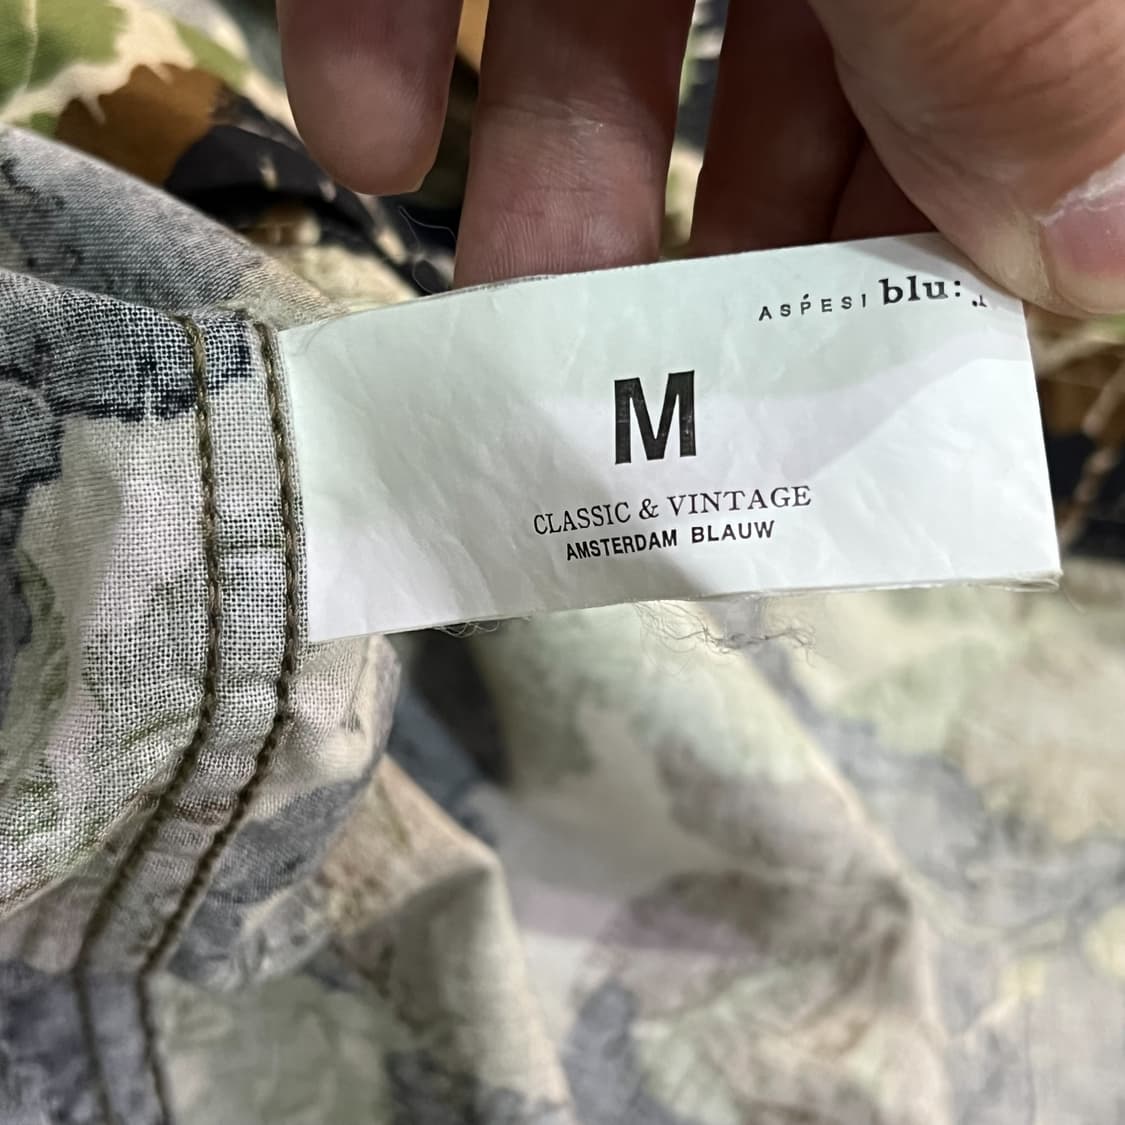 ASPESI blu:
M
CLASSIC & VINTAGE
AMSTERDAM BLAUW